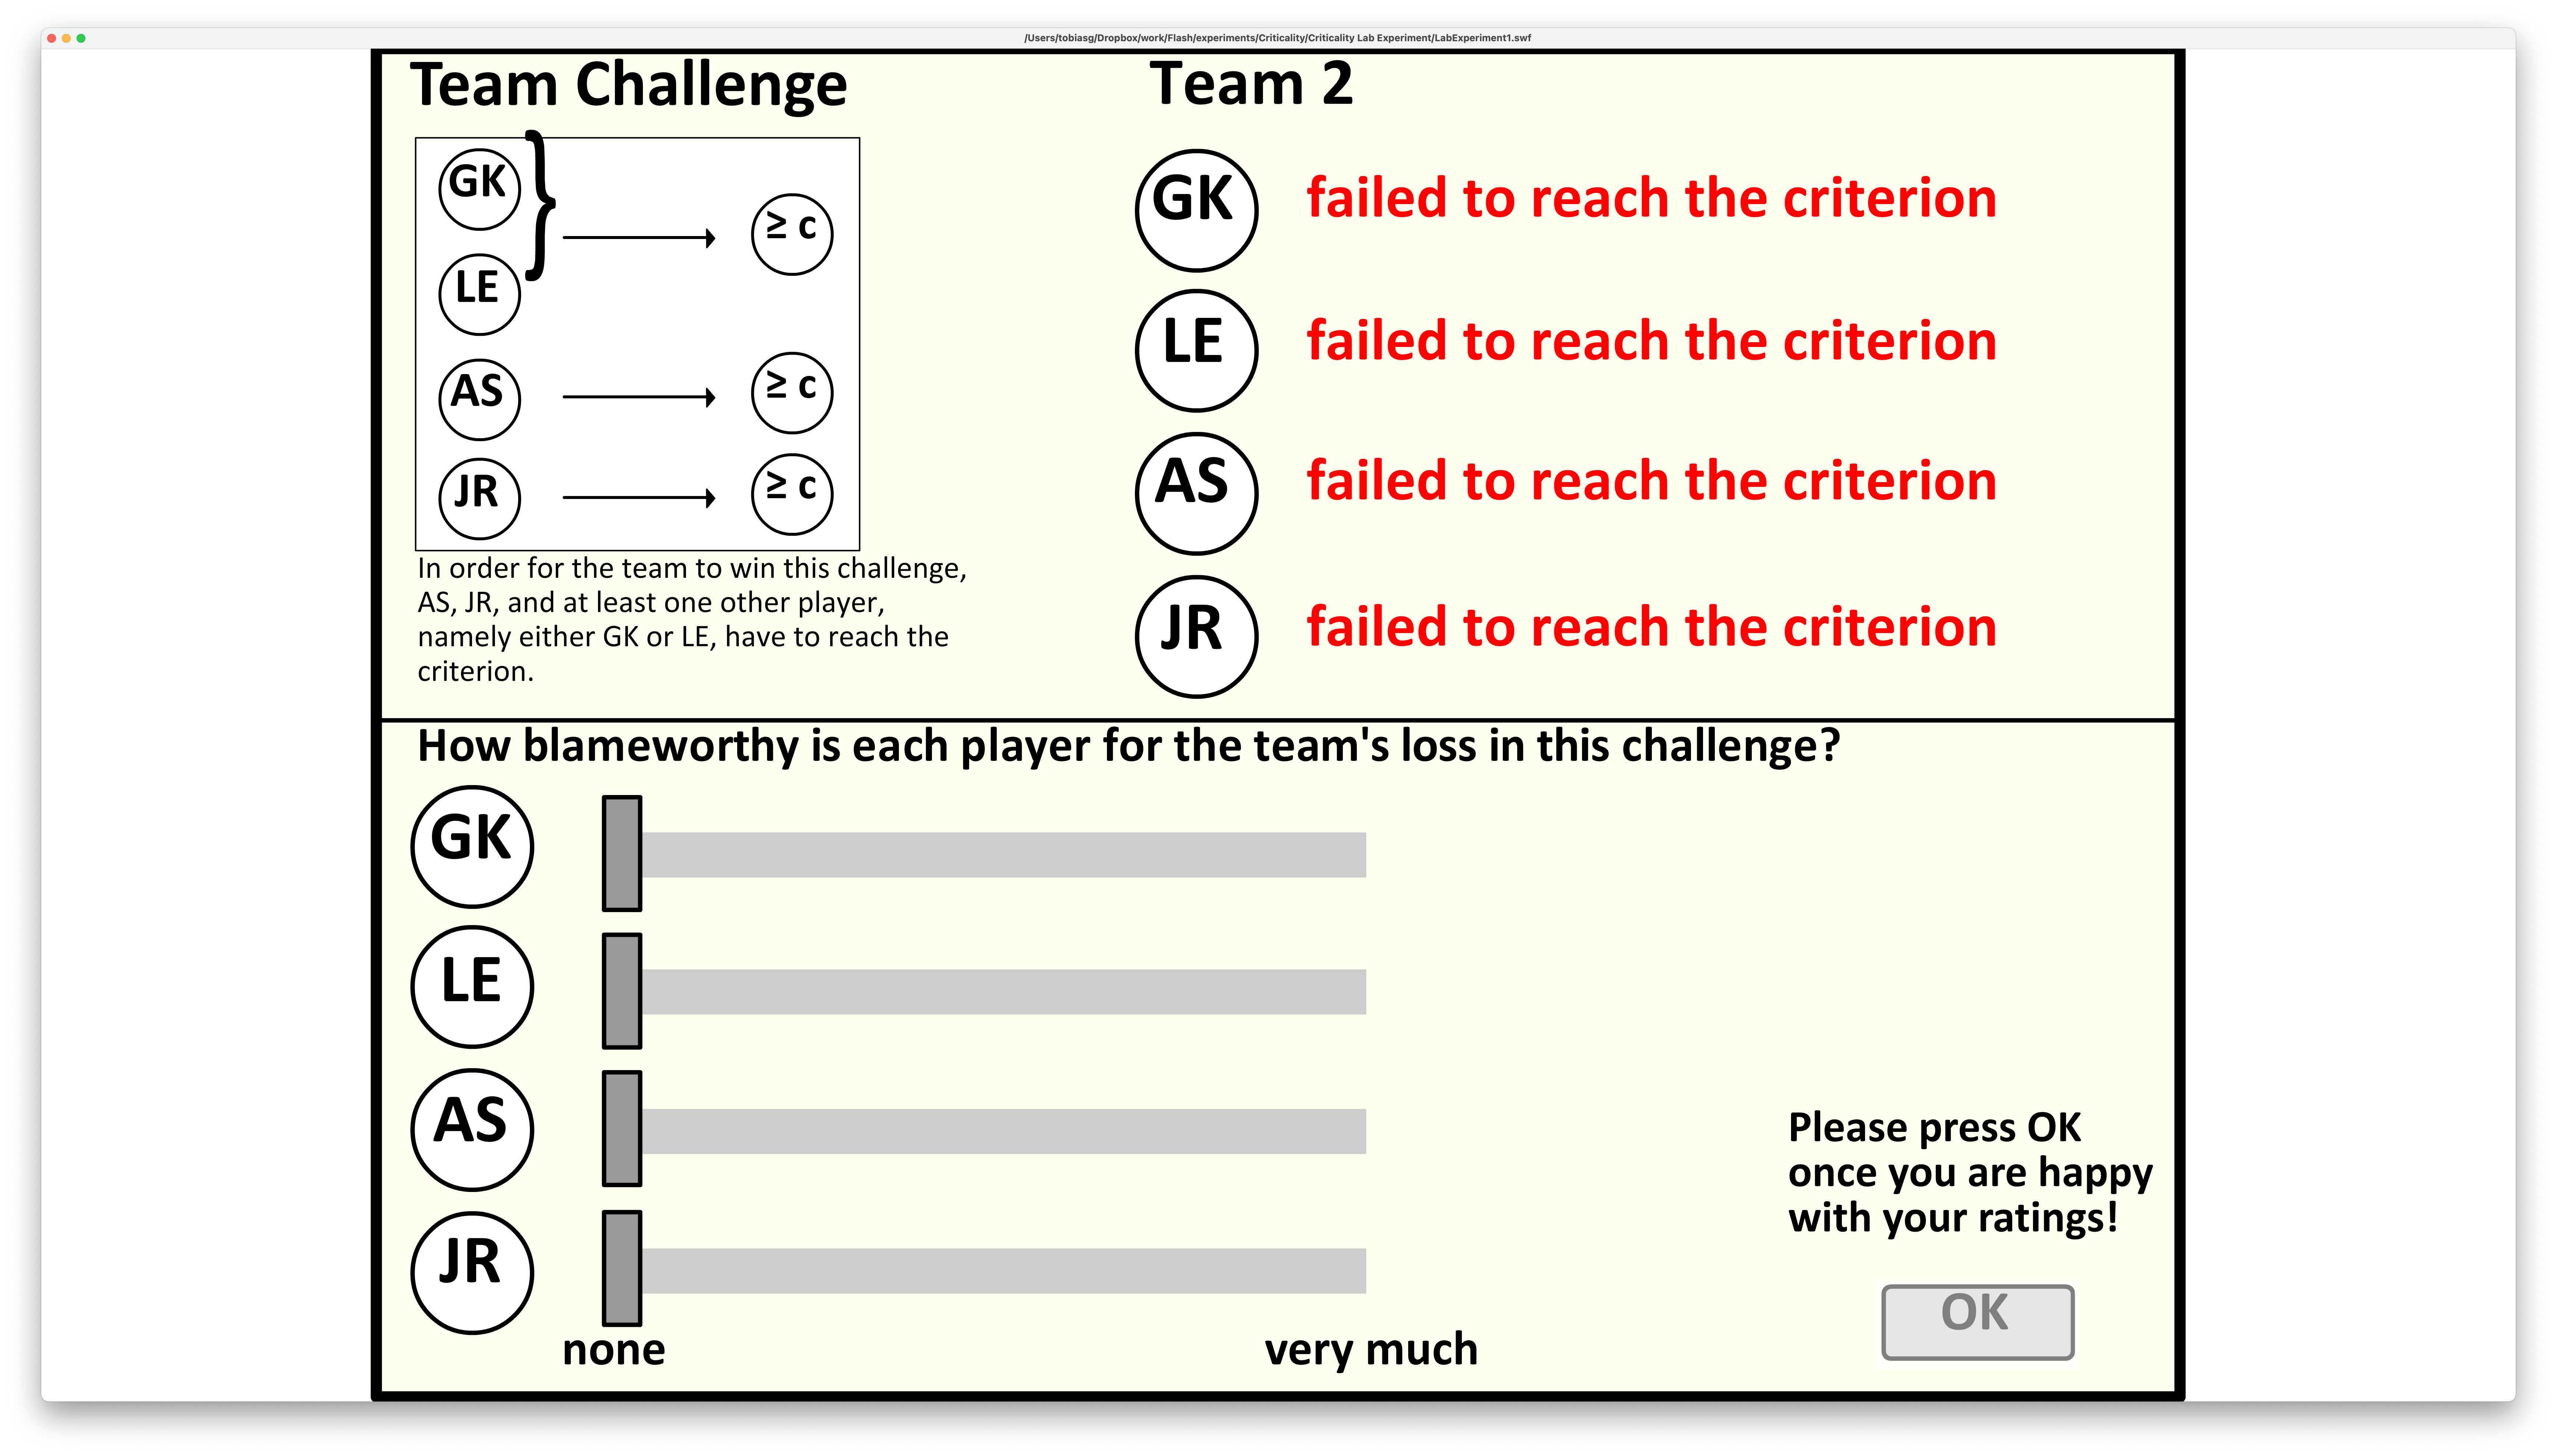 /Users/tobiasg/Dropbox/work/Flash/experiments/Criticality/Criticality Lab Experiment/LabExperiment1.swf
Team Challenge
GK
LE
AS
JR
≥ c
≥ c
≥ c
In order for the team to win this challenge,
AS, JR, and at least one other player,
namely either GK or LE, have to reach the
criterion.
Team 2
GK failed to reach the criterion
LE failed to reach the criterion
AS failed to reach the criterion
JR failed to reach the criterion
How blameworthy is each player for the team's loss in this challenge?
GK
LE
AS
JR
none very much
Please press OK
once you are happy
with your ratings!
OK